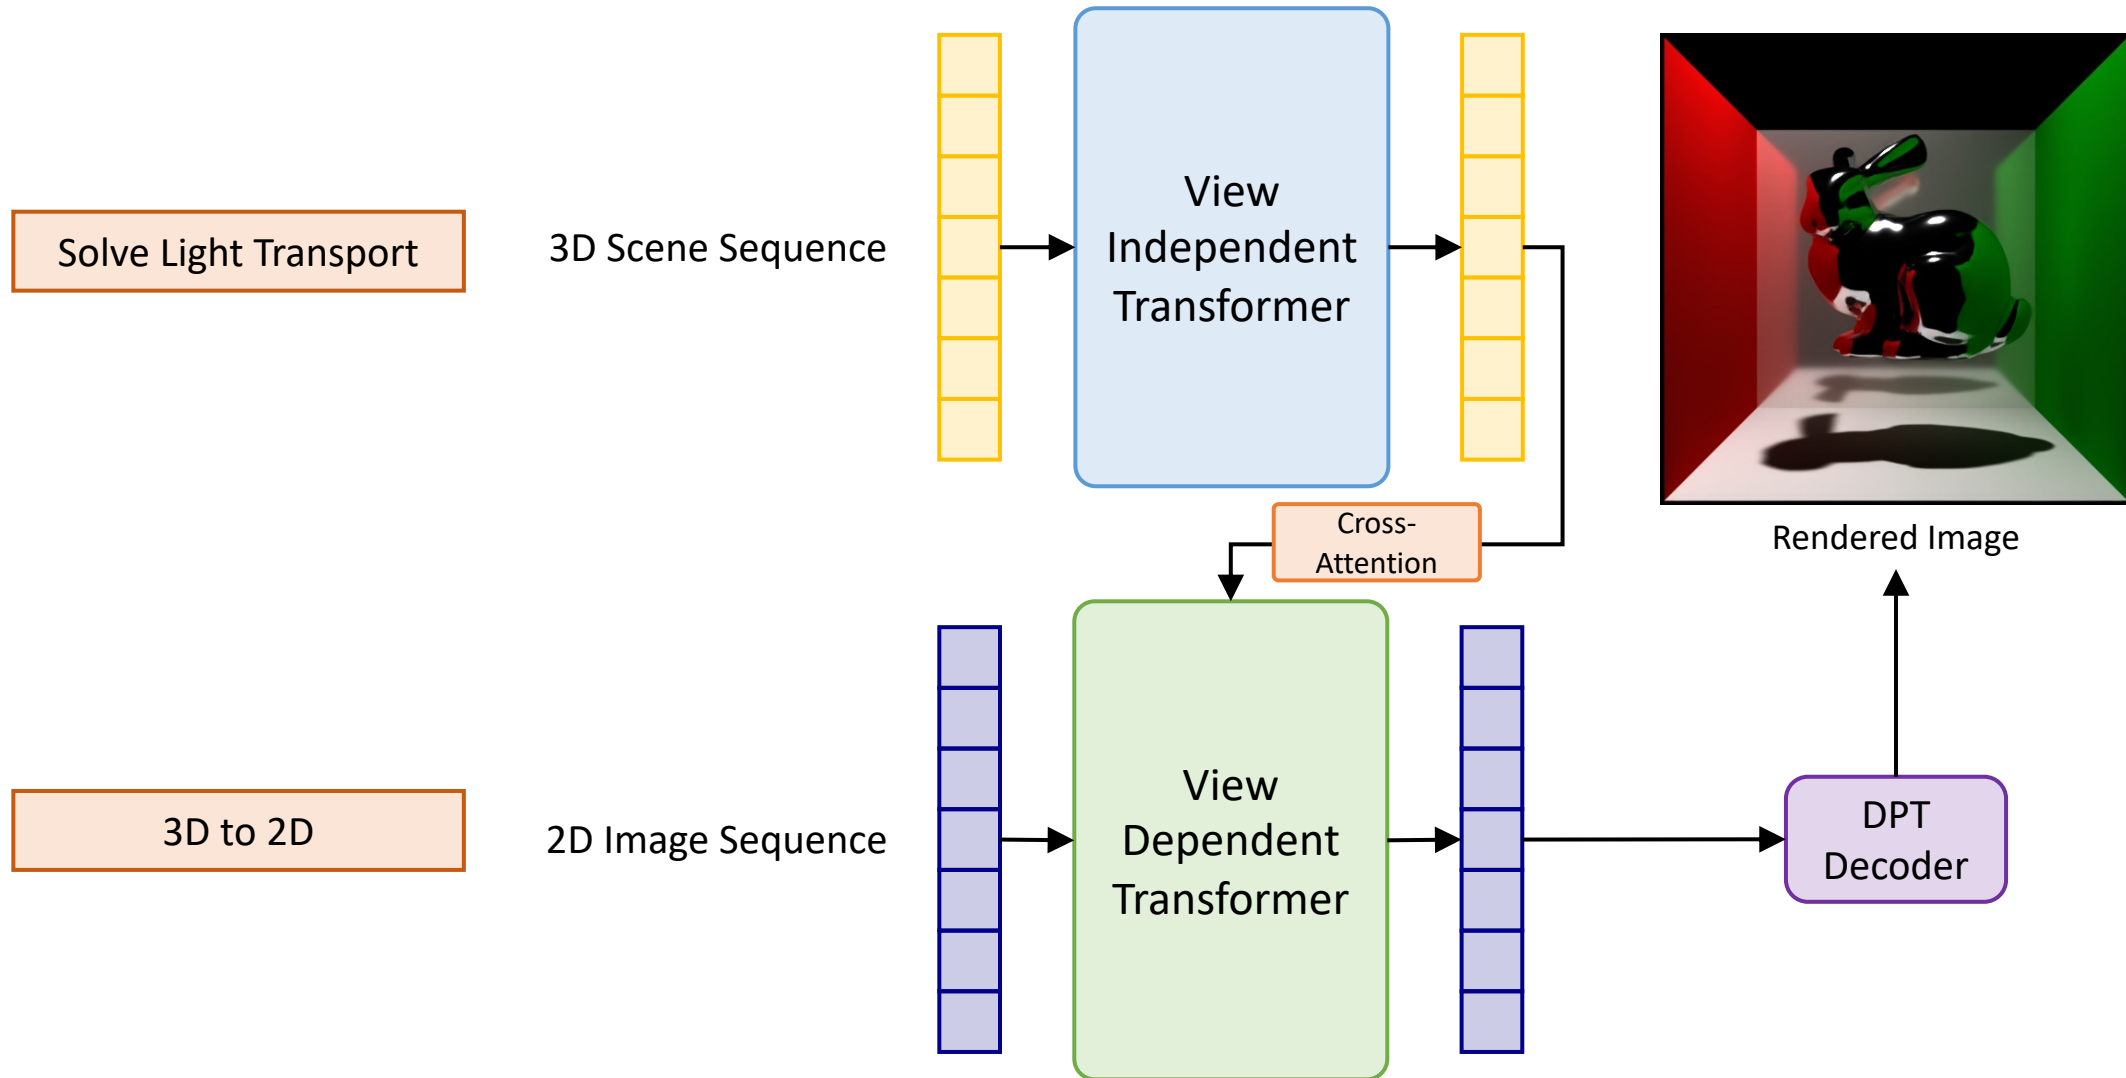 Solve Light Transport
3D Scene Sequence
View
Independent
Transformer
Cross-
Attention
Rendered Image
3D to 2D
2D Image Sequence
View
Dependent
Transformer
DPT
Decoder